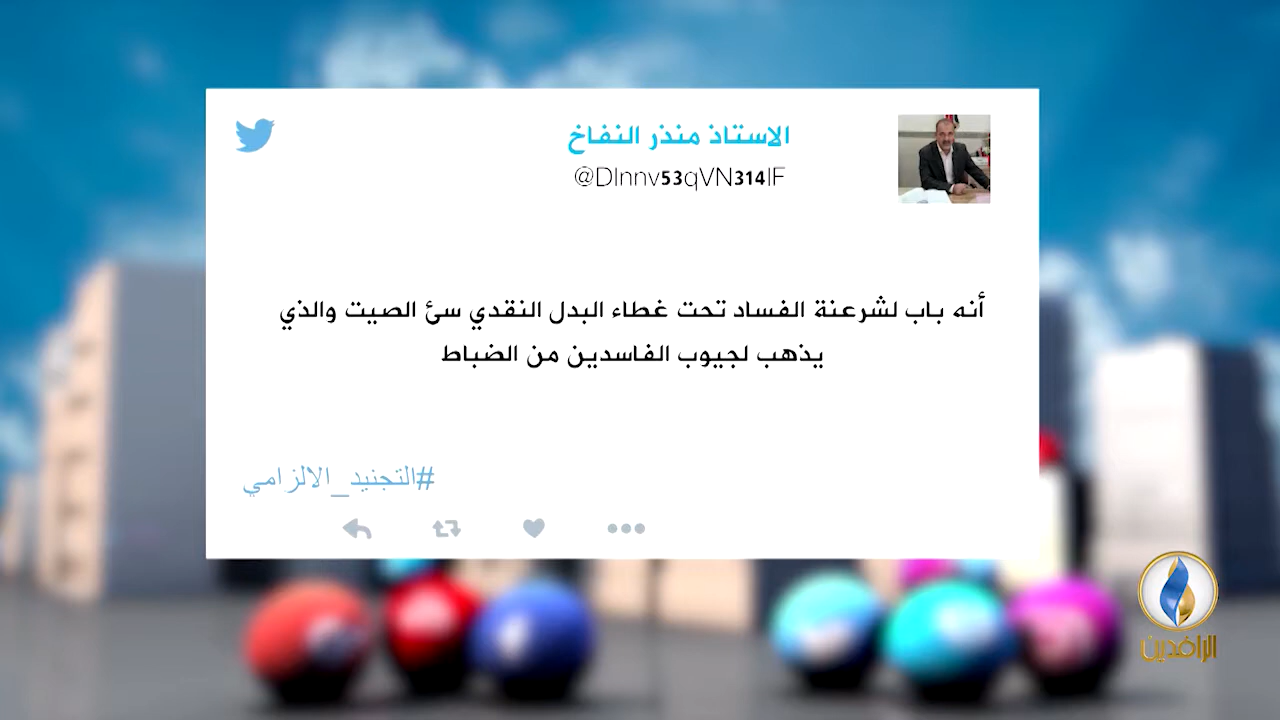 الاستاذ منذر النفاخ
@DInnv53qVN314IF
أنه باب لشرعنة الفساد تحت غطاء البدل النقدي سئ الصيت والذي
يذهب لجيوب الفاسدين من الضباط
#التجنيد_الالزامي
الرافدين